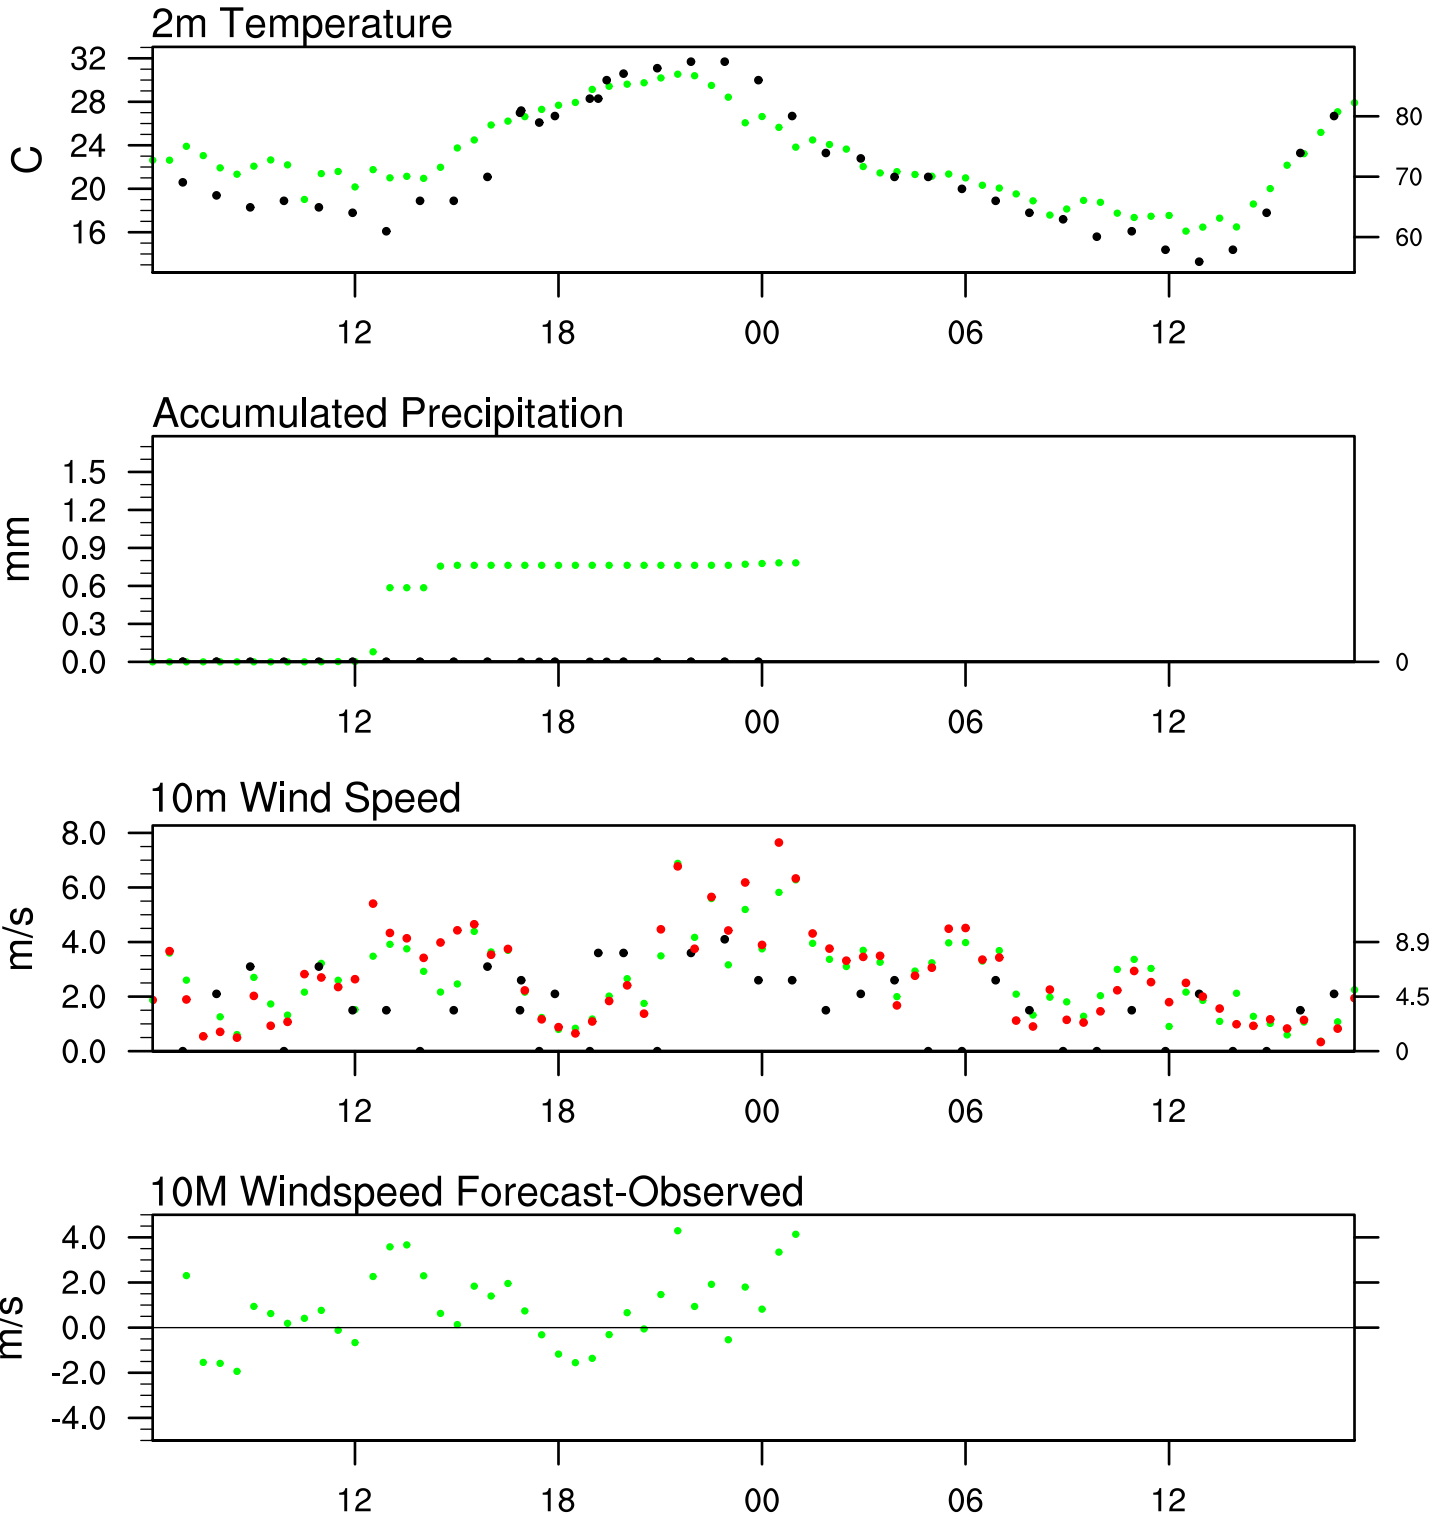 2m Temperature
32
28
24
20
16
C
80
70
60
12 18 00 06 12
Accumulated Precipitation
1.5
1.2
0.9
0.6
0.3
0.0
mm
0
12 18 00 06 12
10m Wind Speed
8.0
6.0
4.0
2.0
0.0
m/s
8.9
4.5
0
12 18 00 06 12
10M Windspeed Forecast-Observed
4.0
2.0
0.0
-2.0
-4.0
m/s
12 18 00 06 12